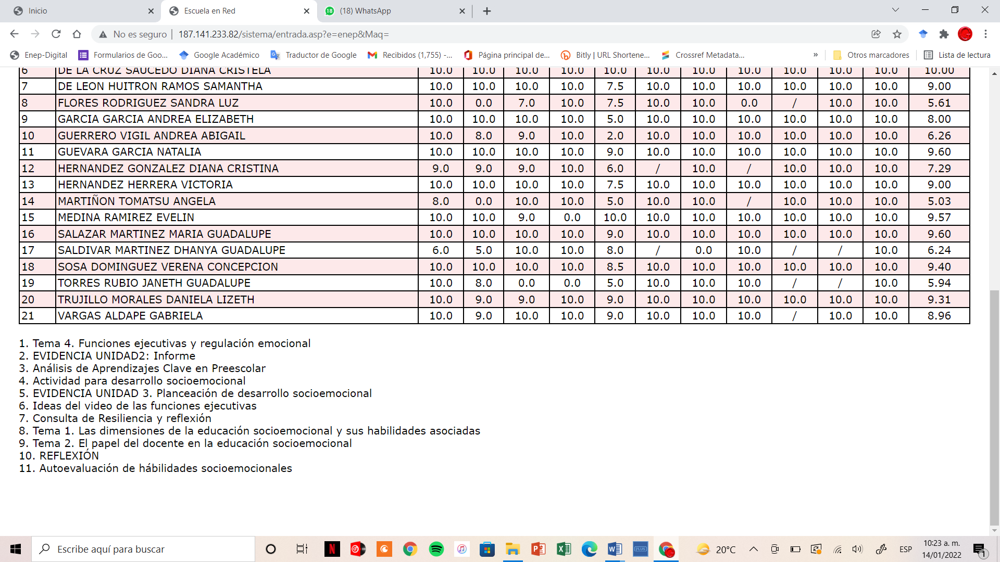 Inicio
Escuela en Red
(18) WhatsApp
No es seguro | 187.141.233.82/sistema/entrada.asp?e=enep&Maq=
Enep-Digital
Formularios de Goo...
Google Académico
Traductor de Google
Recibidos (1,755) -...
Página principal de...
Bitly | URL Shortene...
Crossref Metadata...
»
Otros marcadores
Lista de lectura
6 DE LA CRUZ SAUCEDO DIANA CRISTELA 10.0 10.0 10.0 10.0 10.0 10.0 10.0 10.0 10.0 10.0 10.0 10.00
7 DE LEON HUITRON RAMOS SAMANTHA 10.0 10.0 10.0 10.0 7.5 10.0 10.0 10.0 10.0 10.0 10.0 9.00
8 FLORES RODRIGUEZ SANDRA LUZ 10.0 0.0 7.0 10.0 7.5 10.0 10.0 0.0 / 10.0 10.0 5.61
9 GARCIA GARCIA ANDREA ELIZABETH 10.0 10.0 10.0 10.0 5.0 10.0 10.0 10.0 10.0 10.0 10.0 8.00
10 GUERRERO VIGIL ANDREA ABIGAIL 10.0 8.0 9.0 10.0 2.0 10.0 10.0 10.0 10.0 10.0 10.0 6.26
11 GUEVARA GARCIA NATALIA 10.0 10.0 10.0 10.0 9.0 10.0 10.0 10.0 10.0 10.0 10.0 9.60
12 HERNANDEZ GONZALEZ DIANA CRISTINA 9.0 9.0 9.0 10.0 6.0 / 10.0 / 10.0 10.0 10.0 7.29
13 HERNANDEZ HERRERA VICTORIA 10.0 10.0 10.0 10.0 7.5 10.0 10.0 10.0 10.0 10.0 10.0 9.00
14 MARTIÑON TOMATSU ANGELA 8.0 0.0 10.0 10.0 5.0 10.0 10.0 / 10.0 10.0 10.0 5.03
15 MEDINA RAMIREZ EVELIN 10.0 10.0 9.0 0.0 10.0 10.0 10.0 10.0 10.0 10.0 10.0 9.57
16 SALAZAR MARTINEZ MARIA GUADALUPE 10.0 10.0 10.0 10.0 9.0 10.0 10.0 10.0 10.0 10.0 10.0 9.60
17 SALDIVAR MARTINEZ DHANYA GUADALUPE 6.0 5.0 10.0 10.0 8.0 / 0.0 10.0 / / 10.0 6.24
18 SOSA DOMINGUEZ VERENA CONCEPCION 10.0 10.0 10.0 10.0 8.5 10.0 10.0 10.0 10.0 10.0 10.0 9.40
19 TORRES RUBIO JANETH GUADALUPE 10.0 8.0 0.0 0.0 5.0 10.0 10.0 10.0 / / 10.0 5.94
20 TRUJILLO MORALES DANIELA LIZETH 10.0 9.0 9.0 10.0 9.0 10.0 10.0 10.0 10.0 10.0 10.0 9.31
21 VARGAS ALDAPE GABRIELA 10.0 9.0 10.0 10.0 9.0 10.0 10.0 10.0 / 10.0 10.0 8.96
1. Tema 4. Funciones ejecutivas y regulación emocional
2. EVIDENCIA UNIDAD2: Informe
3. Análisis de Aprendizajes Clave en Preescolar
4. Actividad para desarrollo socioemocional
5. EVIDENCIA UNIDAD 3. Planceación de desarrollo socioemocional
6. Ideas del video de las funciones ejecutivas
7. Consulta de Resiliencia y reflexión
8. Tema 1. Las dimensiones de la educación socioemocional y sus habilidades asociadas
9. Tema 2. El papel del docente en la educación socioemocional
10. REFLEXIÓN
11. Autoevaluación de hábilidades socioemocionales
Escribe aquí para buscar
20°C
ESP
10:23 a. m.
14/01/2022
1